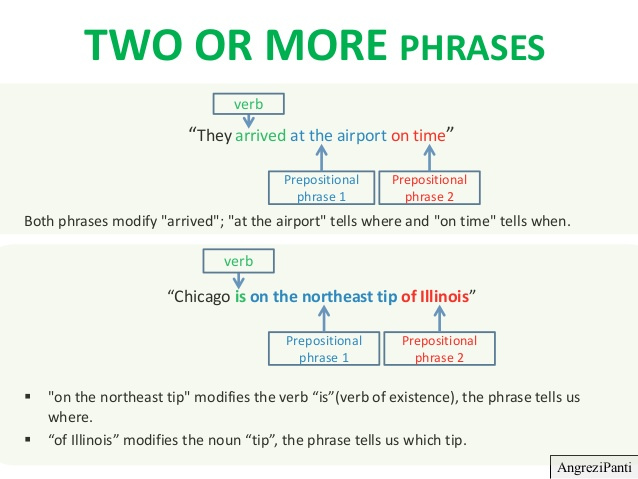 TWO OR MORE PHRASES
verb
“They arrived at the airport on time”
Prepositional phrase 1
Prepositional phrase 2
Both phrases modify "arrived"; "at the airport" tells where and "on time" tells when.
verb
“Chicago is on the northeast tip of Illinois”
Prepositional phrase 1
Prepositional phrase 2
▪ "on the northeast tip" modifies the verb “is”(verb of existence), the phrase tells us
where.
▪ “of Illinois” modifies the noun “tip”, the phrase tells us which tip.
AngreziPanti